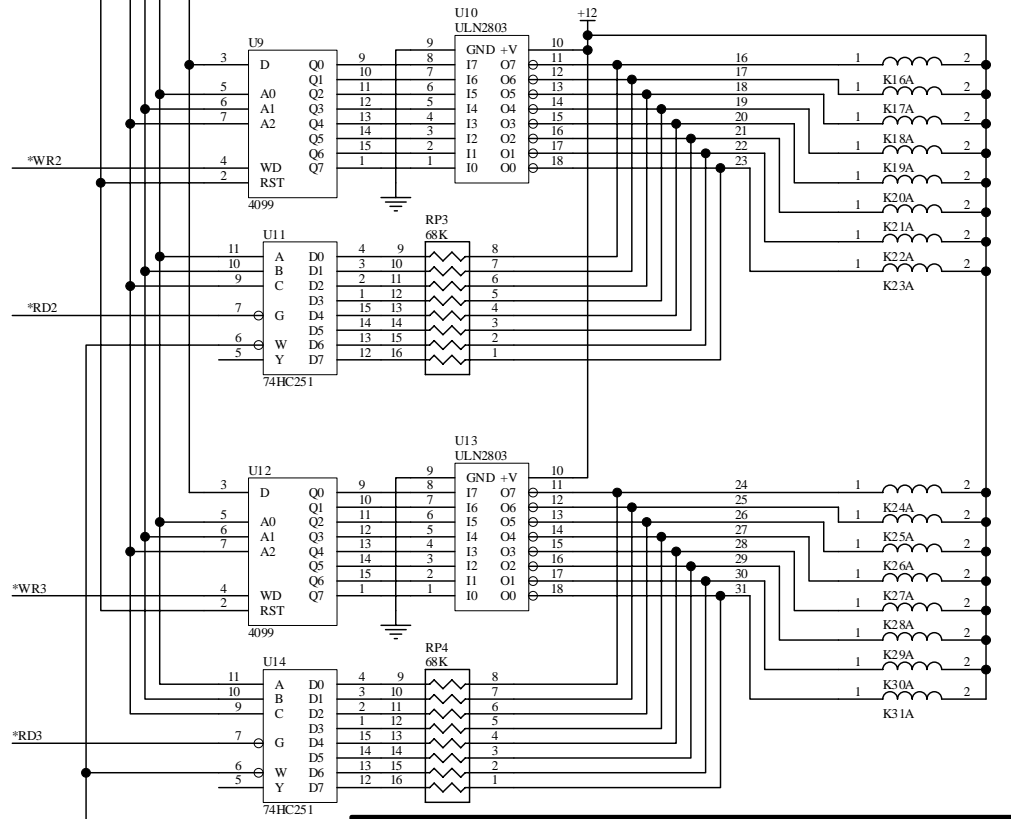 U10
ULN2803
+12
U9
3 D Q0 9
Q1 10
5 A0 Q2 11
6 A1 Q3 12
7 A2 Q4 13
Q5 14
Q6 15
*WR2 4 WD Q7 1
2 RST
4099
9 GND +V 10
8 I7 O7 11
7 I6 O6 12
6 I5 O5 13
5 I4 O4 14
4 I3 O3 15
3 I2 O2 16
2 I1 O1 17
1 I0 O0 18
16 1 2
K16A
17 1 2
K17A
18 1 2
K18A
19 1 2
K19A
20 1 2
K20A
21 1 2
K21A
22 1 2
K22A
23 1 2
K23A
U11
11 A D0 4
10 B D1 3
9 C D2 2
D3 1
*RD2 7 G D4 15
D5 14
6 W D6 13
5 Y D7 12
74HC251
RP3
68K
9 8
10 7
11 6
12 5
13 4
14 3
15 2
16 1
U13
ULN2803
U12
3 D Q0 9
Q1 10
5 A0 Q2 11
6 A1 Q3 12
7 A2 Q4 13
Q5 14
Q6 15
*WR3 4 WD Q7 1
2 RST
4099
9 GND +V 10
8 I7 O7 11
7 I6 O6 12
6 I5 O5 13
5 I4 O4 14
4 I3 O3 15
3 I2 O2 16
2 I1 O1 17
1 I0 O0 18
24 1 2
K24A
25 1 2
K25A
26 1 2
K26A
27 1 2
K27A
28 1 2
K28A
29 1 2
K29A
30 1 2
K30A
31 1 2
K31A
U14
11 A D0 4
10 B D1 3
9 C D2 2
D3 1
*RD3 7 G D4 15
D5 14
6 W D6 13
5 Y D7 12
74HC251
RP4
68K
9 8
10 7
11 6
12 5
13 4
14 3
15 2
16 1